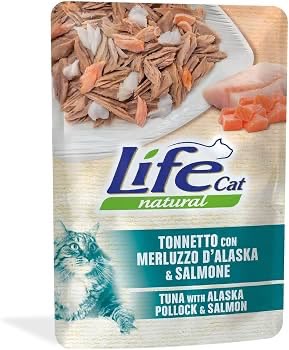 Life Cat
natural
TONNETTO CON
MERLUZZO D'ALASKA
& SALMONE
TUNA WITH ALASKA
POLLOCK & SALMON